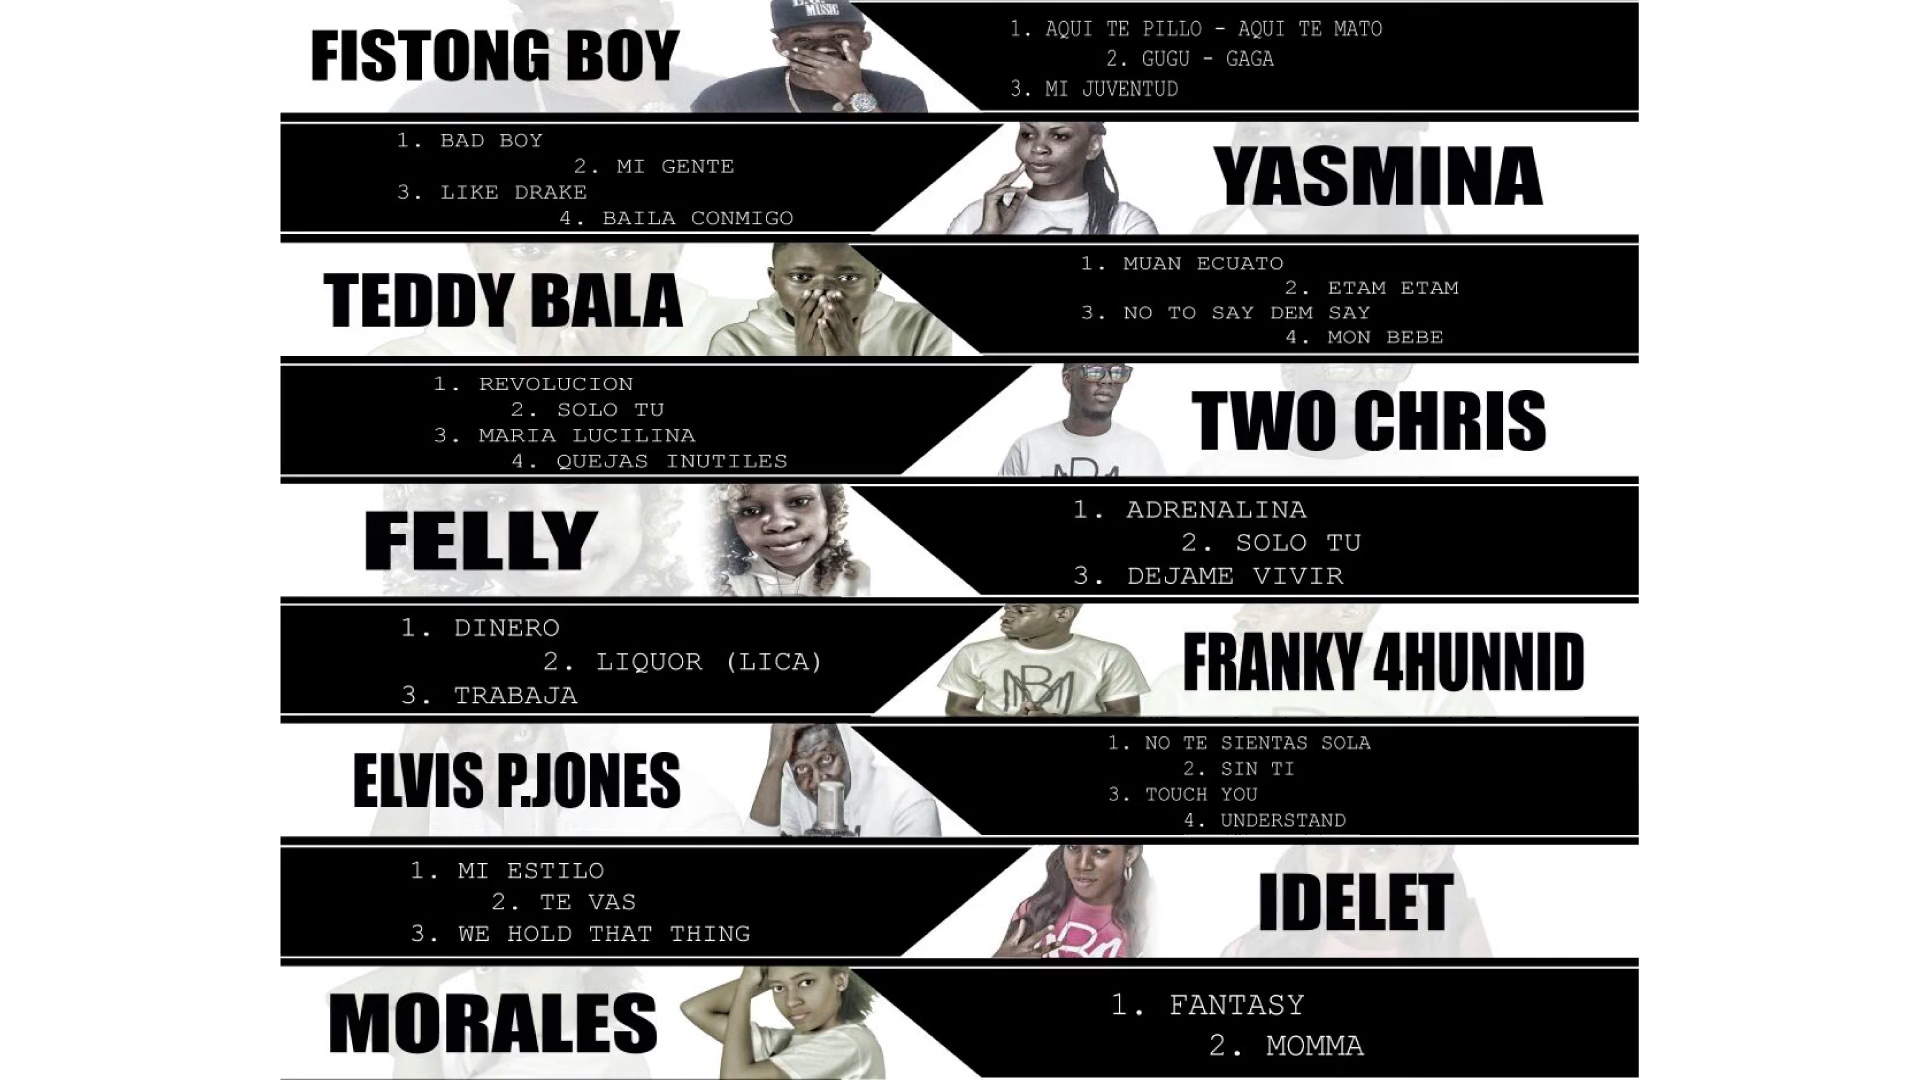 FISTONG BOY
1. AQUI TE PILLO - AQUI TE MATO
2. GUGU - GAGA
3. MI JUVENTUD
1. BAD BOY
2. MI GENTE
3. LIKE DRAKE
4. BAILA CONMIGO
YASMINA
TEDDY BALA
1. MUAN ECUATO
2. ETAM ETAM
3. NO TO SAY DEM SAY
4. MON BEBE
1. REVOLUCION
2. SOLO TU
3. MARIA LUCILINA
4. QUEJAS INUTILES
TWO CHRIS
FELLY
1. ADRENALINA
2. SOLO TU
3. DEJAME VIVIR
1. DINERO
2. LIQUOR (LICA)
3. TRABAJA
FRANKY 4HUNNID
ELVIS P.JONES
1. NO TE SIENTAS SOLA
2. SIN TI
3. TOUCH YOU
4. UNDERSTAND
1. MI ESTILO
2. TE VAS
3. WE HOLD THAT THING
IDELET
MORALES
1. FANTASY
2. MOMMA